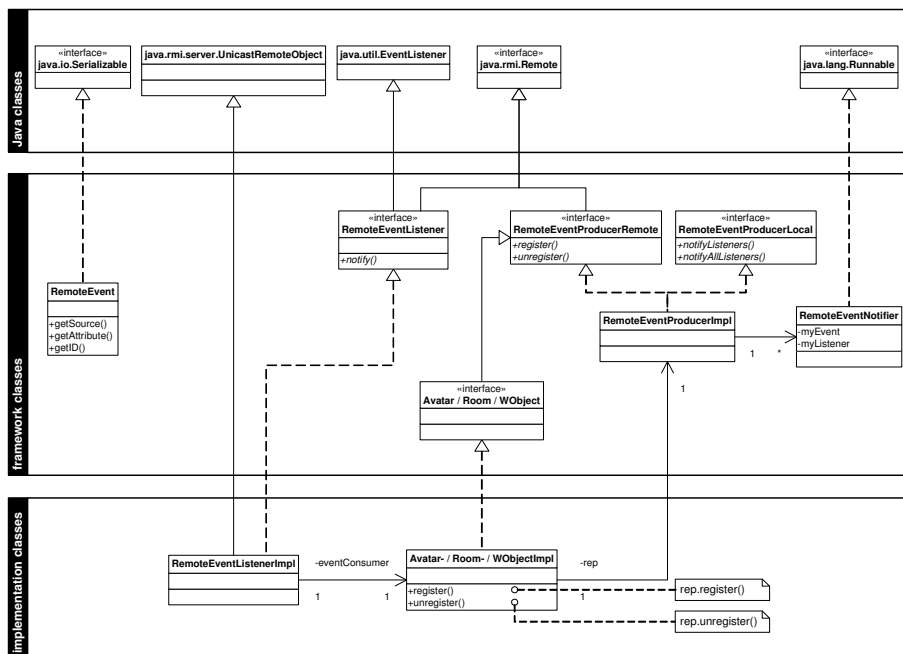 Java classes
«interface»
java.io.Serializable
java.rmi.server.UnicastRemoteObject
java.util.EventListener
«interface»
java.rmi.Remote
«interface»
java.lang.Runnable
framework classes
«interface»
RemoteEventListener
+notify()
«interface»
RemoteEventProducerRemote
+register()
+unregister()
«interface»
RemoteEventProducerLocal
+notifyListeners()
+notifyAllListeners()
RemoteEvent
+getSource()
+getAttribute()
+getID()
RemoteEventProducerImpl
1
*
RemoteEventNotifier
-myEvent
-myListener
«interface»
Avatar / Room / WObject
1
implementation classes
RemoteEventListenerImpl
-eventConsumer
1
1
Avatar- / Room- / WObjectImpl
+register()
+unregister()
-rep
1
rep.register()
rep.unregister()